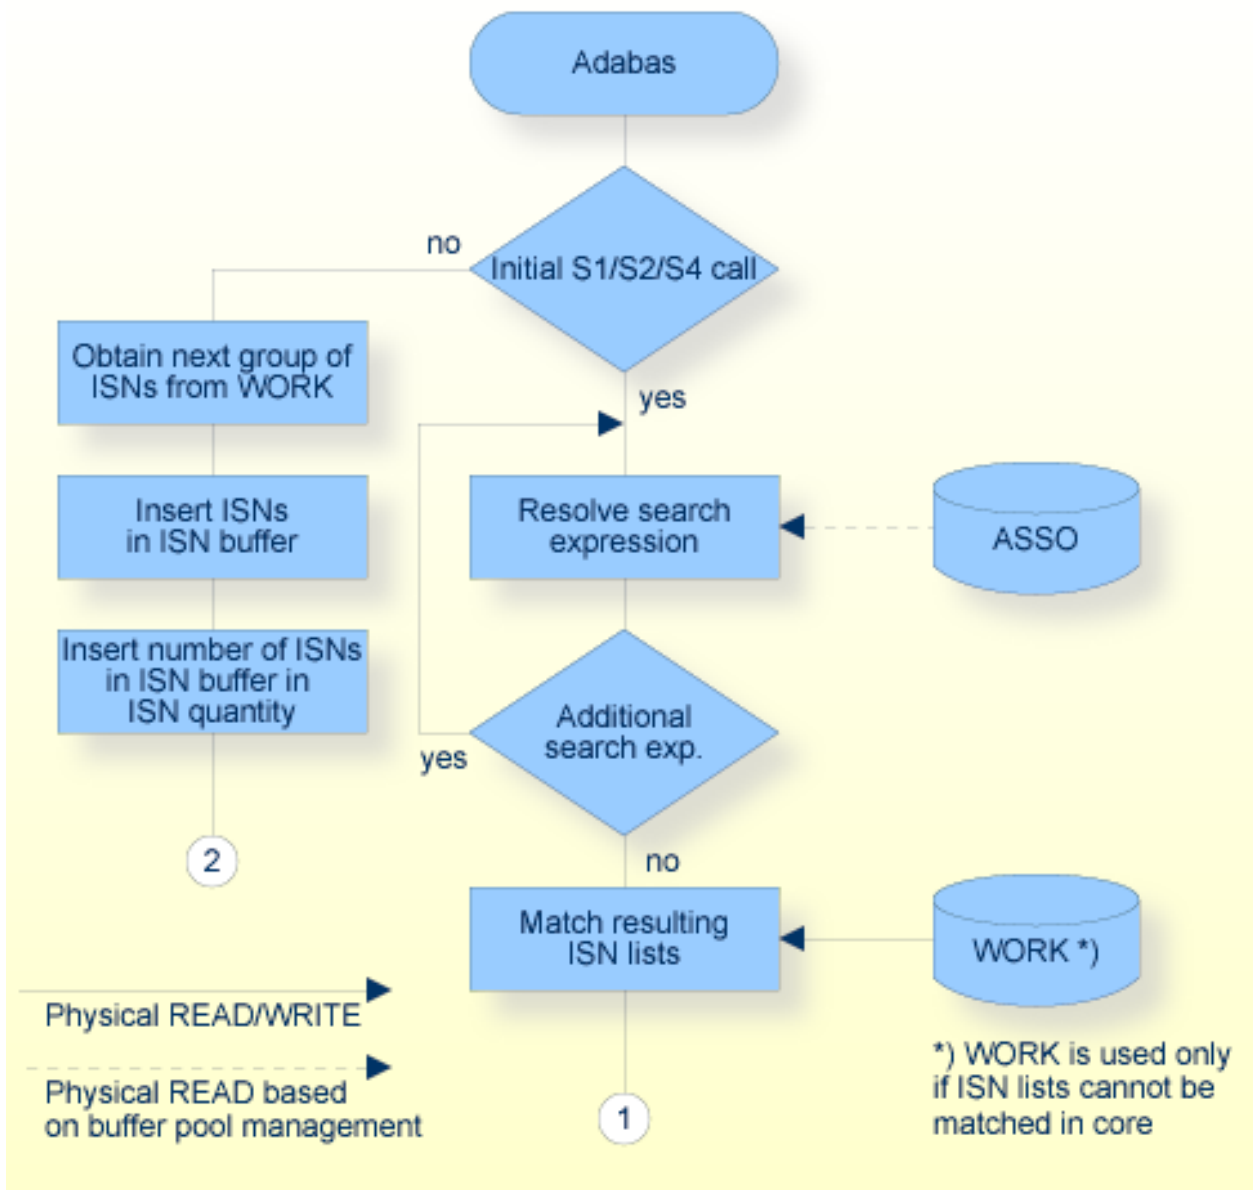 Adabas
no
Initial S1/S2/S4 call
yes
Obtain next group of
ISNs from WORK
Insert ISNs
in ISN buffer
Resolve search
expression
ASSO
Insert number of ISNs
in ISN buffer in
ISN quantity
Additional
search exp.
yes
2
no
Match resulting
ISN lists
WORK *)
Physical READ/WRITE
Physical READ based
on buffer pool management
1
*) WORK is used only
if ISN lists cannot be
matched in core